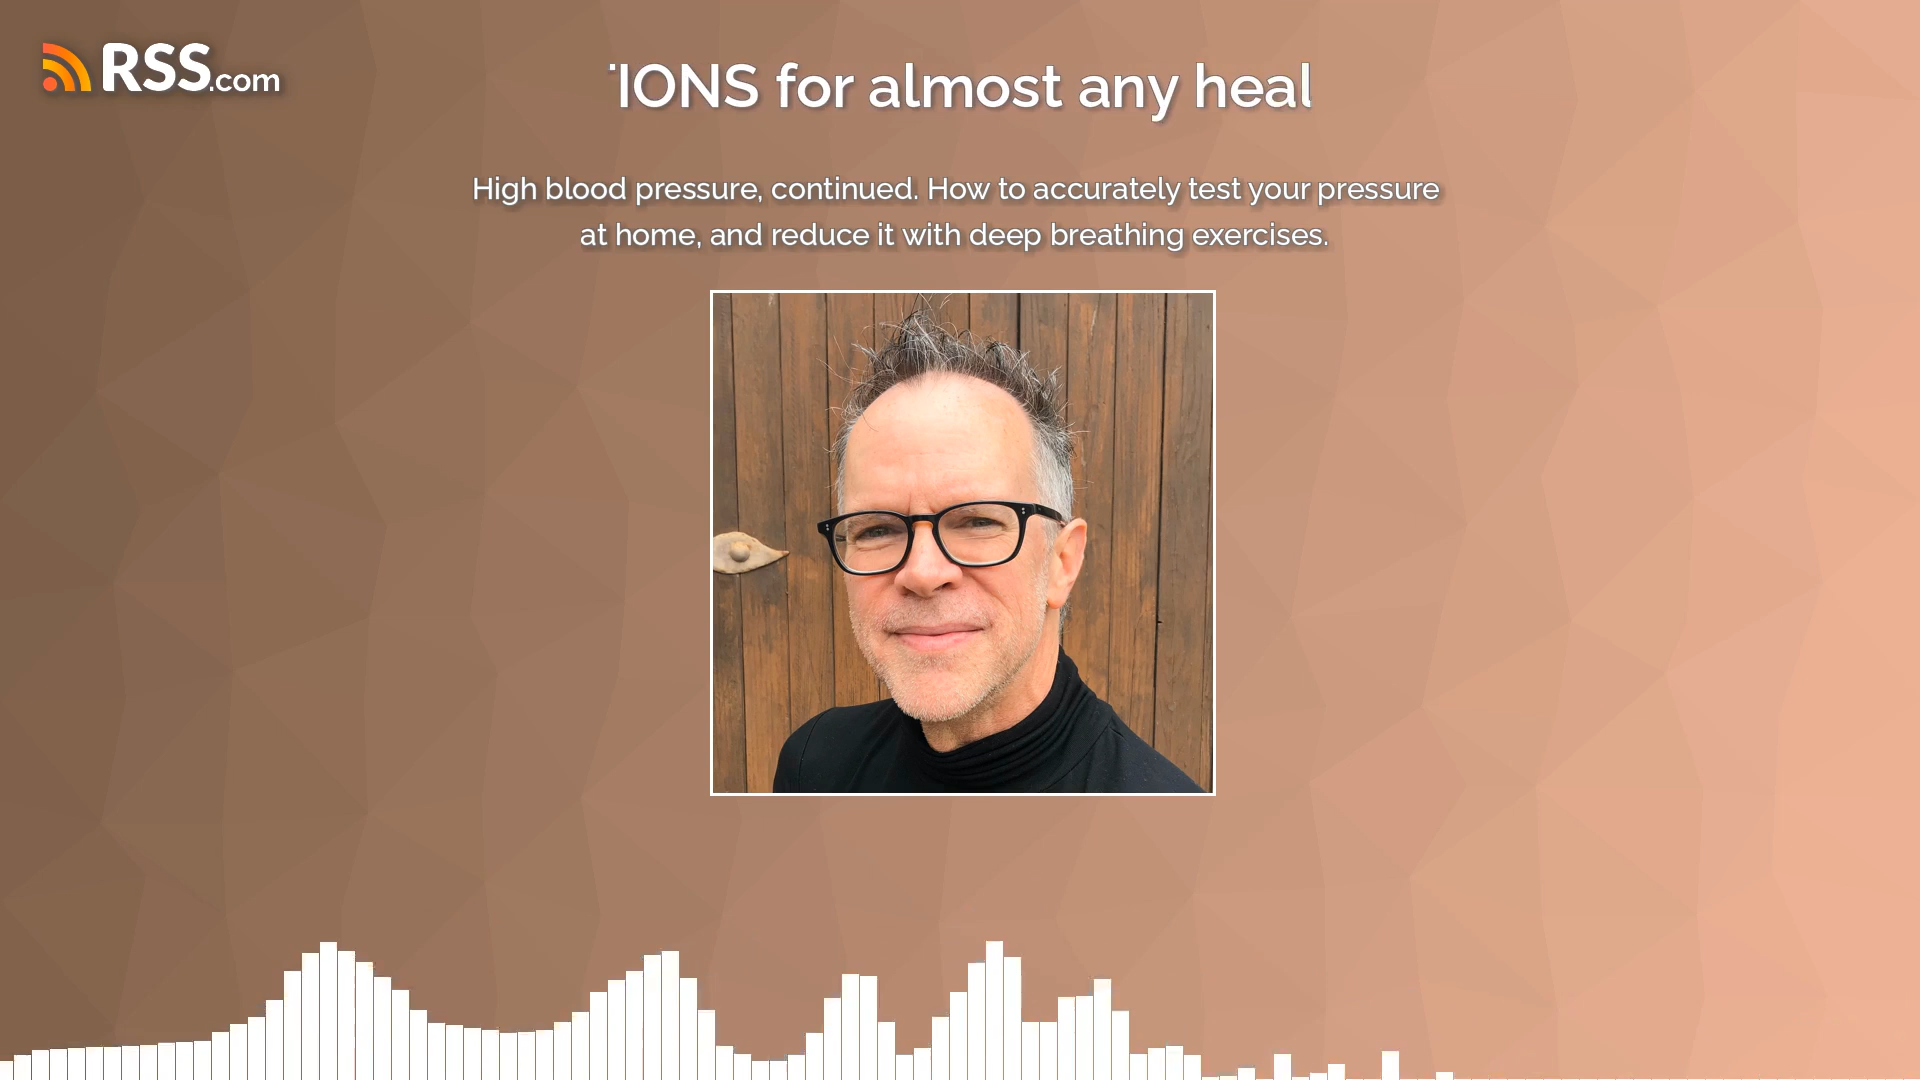 RSS.com
IONS for almost any heal
High blood pressure, continued. How to accurately test your pressure
at home, and reduce it with deep breathing exercises.